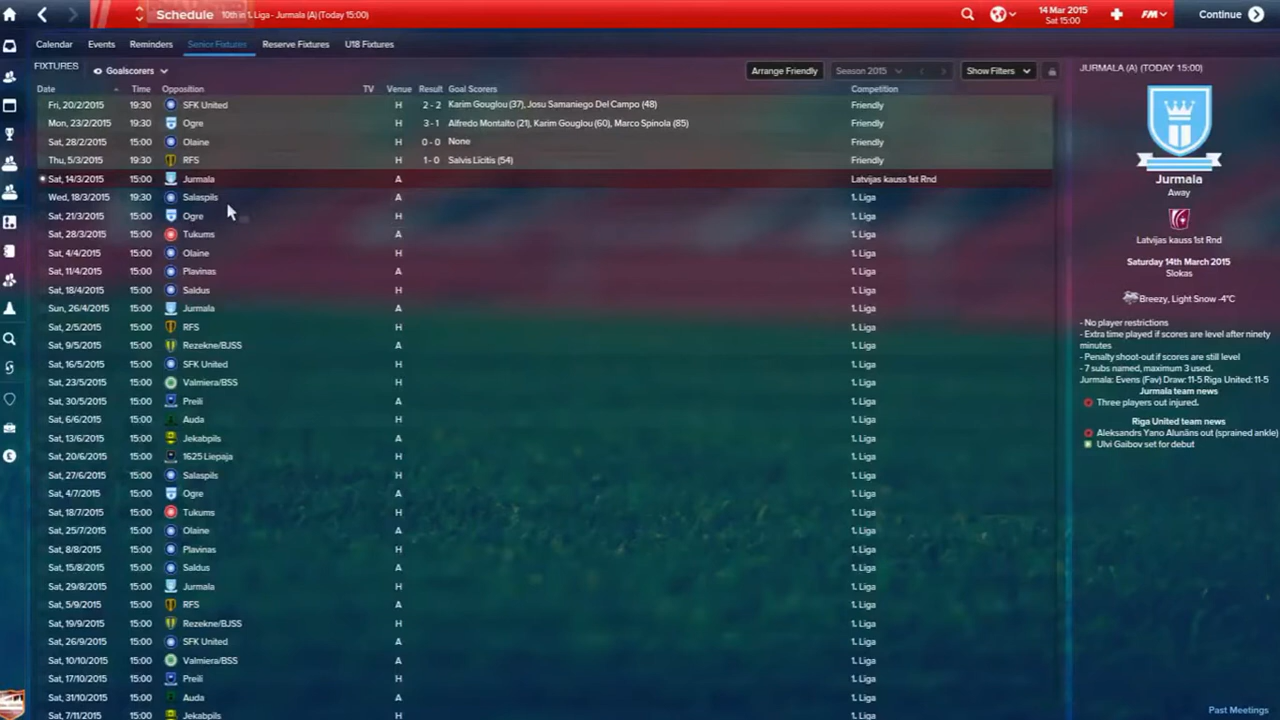 Schedule 10th in 1. Liga - Jurmala (A) (Today 15:00)
14 Mar 2015
Sat 15:00
FM
Continue
Calendar Events Reminders Senior Fixtures Reserve Fixtures U18 Fixtures
FIXTURES Goalscorers Arrange Friendly Season 2015 Show Filters
Date Time Opposition TV Venue Result Goal Scorers Competition
Fri, 20/2/2015 19:30 SFK United H 2 - 2 Karim Gouglou (37), Josu Samaniego Del Campo (48) Friendly
Mon, 23/2/2015 19:30 Ogre H 3 - 1 Alfredo Montalto (21), Karim Gouglou (60), Marco Spinola (85) Friendly
Sat, 28/2/2015 15:00 Olaine H 0 - 0 None Friendly
Thu, 5/3/2015 19:30 RFS H 1 - 0 Salvis Licitis (54) Friendly
Sat, 14/3/2015 15:00 Jurmala A Latvijas kauss 1st Rnd
Wed, 18/3/2015 19:30 Salaspils A 1. Liga
Sat, 21/3/2015 15:00 Ogre H 1. Liga
Sat, 28/3/2015 15:00 Tukums A 1. Liga
Sat, 4/4/2015 15:00 Olaine H 1. Liga
Sat, 11/4/2015 15:00 Plavinas A 1. Liga
Sat, 18/4/2015 15:00 Saldus H 1. Liga
Sun, 26/4/2015 15:00 Jurmala A 1. Liga
Sat, 2/5/2015 15:00 RFS H 1. Liga
Sat, 9/5/2015 15:00 Rezekne/BJSS A 1. Liga
Sat, 16/5/2015 15:00 SFK United H 1. Liga
Sat, 23/5/2015 15:00 Valmiera/BSS H 1. Liga
Sat, 30/5/2015 15:00 Preili A 1. Liga
Sat, 6/6/2015 15:00 Auda H 1. Liga
Sat, 13/6/2015 15:00 Jekabpils A 1. Liga
Sat, 20/6/2015 15:00 1625 Liepaja H 1. Liga
Sat, 27/6/2015 15:00 Salaspils H 1. Liga
Sat, 4/7/2015 15:00 Ogre A 1. Liga
Sat, 18/7/2015 15:00 Tukums H 1. Liga
Sat, 25/7/2015 15:00 Olaine A 1. Liga
Sat, 8/8/2015 15:00 Plavinas H 1. Liga
Sat, 15/8/2015 15:00 Saldus A 1. Liga
Sat, 29/8/2015 15:00 Jurmala H 1. Liga
Sat, 5/9/2015 15:00 RFS A 1. Liga
Sat, 19/9/2015 15:00 Rezekne/BJSS H 1. Liga
Sat, 26/9/2015 15:00 SFK United A 1. Liga
Sat, 10/10/2015 15:00 Valmiera/BSS A 1. Liga
Sat, 17/10/2015 15:00 Preili H 1. Liga
Sat, 31/10/2015 15:00 Auda A 1. Liga
Sat, 7/11/2015 15:00 Jekabpils H 1. Liga
JURMALA (A) (TODAY 15:00)
Jurmala
Away
Latvijas kauss 1st Rnd
Saturday 14th March 2015
Slokas
Breezy, Light Snow -4°C
- No player restrictions
- Extra time played if scores are level after ninety
minutes
- Penalty shoot-out if scores are still level
- 7 subs named, maximum 3 used.
Jurmala: Evens (Fav) Draw: 11-5 Riga United: 11-5
Jurmala team news
Three players out injured.
Riga United team news
Aleksandrs Yano Alunāns out (sprained ankle)
Ulvi Gaibov set for debut
Past Meetings